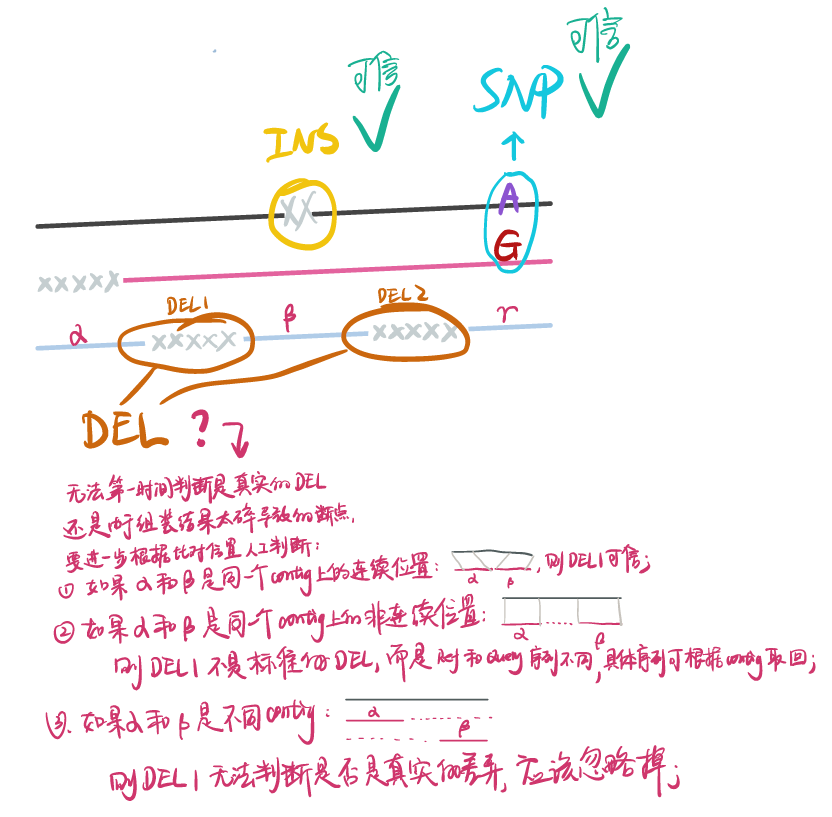 可信
可信
SNP
INS
XX
A
G
xxxxx
DEL1
DEL2
α
xxxxx
β
xxxxx
r
DEL ?
无法第一时间判断是真实的DEL
还是由于组装结果太碎导致的断点,
要进一步根据比对位置人工判断:
① 如果α和β是同一个contig上的连续位置:
α β
,则DEL1可信;
② 如果α和β是同一个contig上的非连续位置:
α β
则DEL1不是标准的DEL,而是Ref和Query序列不同,具体序列可根据contig取回;
③. 如果α和β是不同contig:
α
β
则DEL1无法判断是否是真实的差异,应该忽略掉;